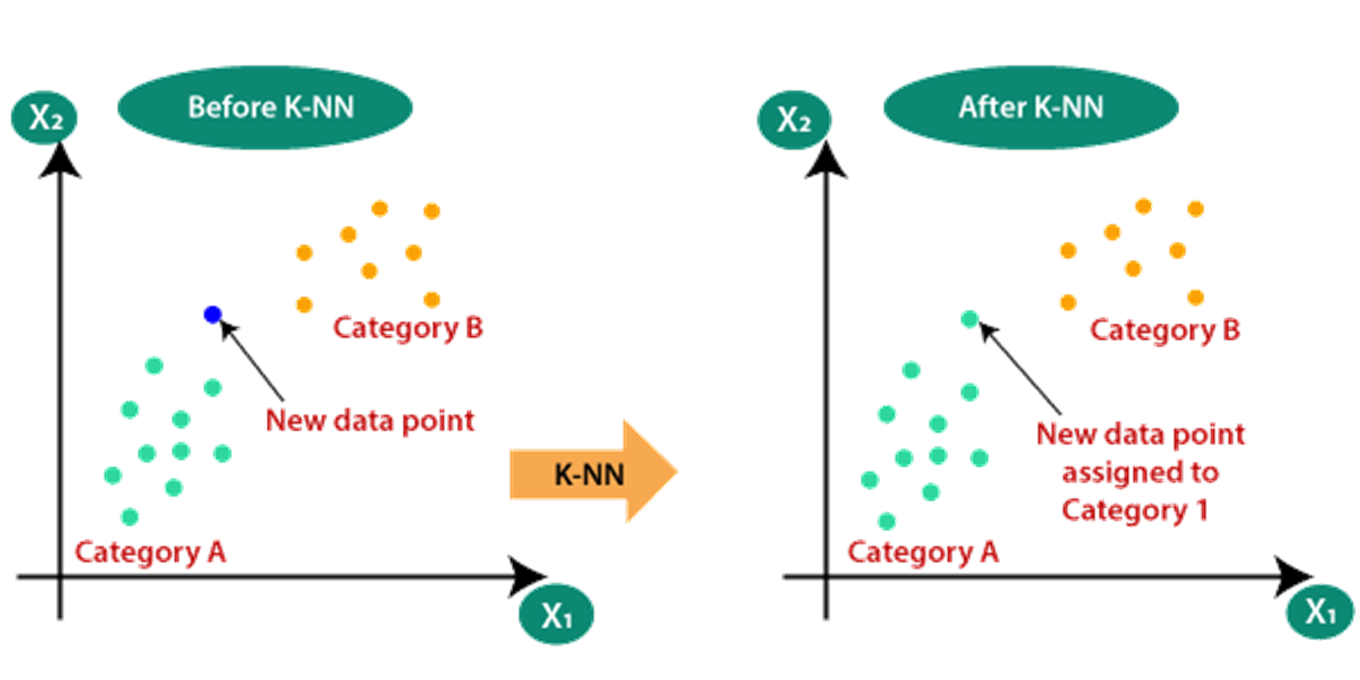 Before K-NN
X₂
Category B
New data point
Category A
X₁
K-NN
After K-NN
X₂
Category B
New data point
assigned to
Category 1
Category A
X₁